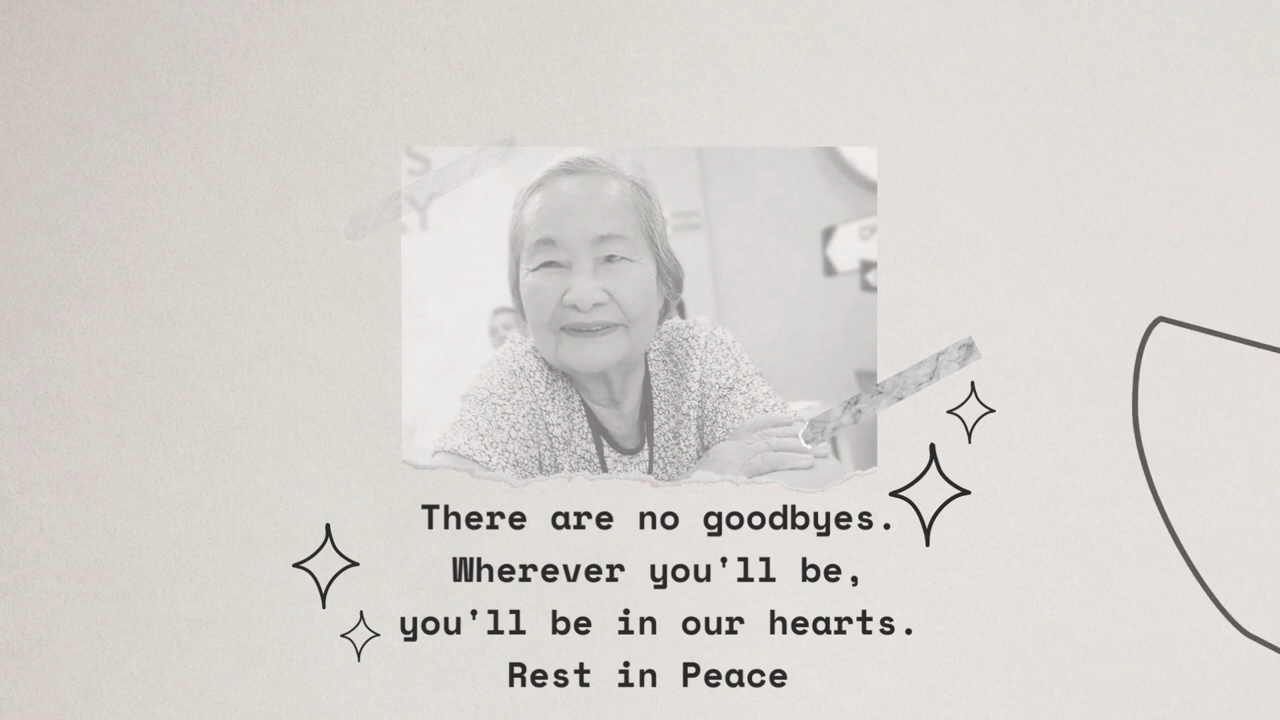 S
Y
There are no goodbyes.
Wherever you'll be,
you'll be in our hearts.
Rest in Peace